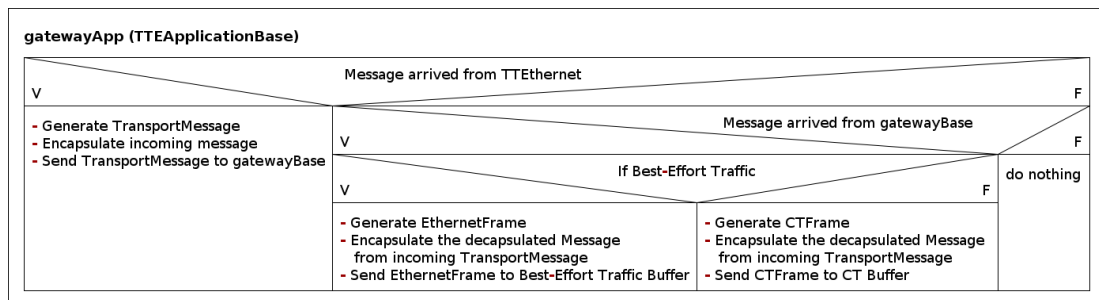 gatewayApp (TTEApplicationBase)
Message arrived from TTEthernet
V
F
- Generate TransportMessage
- Encapsulate incoming message
- Send TransportMessage to gatewayBase
Message arrived from gatewayBase
V
F
If Best-Effort Traffic
V
F
do nothing
- Generate EthernetFrame
- Encapsulate the decapsulated Message
from incoming TransportMessage
- Send EthernetFrame to Best-Effort Traffic Buffer
- Generate CTFrame
- Encapsulate the decapsulated Message
from incoming TransportMessage
- Send CTFrame to CT Buffer